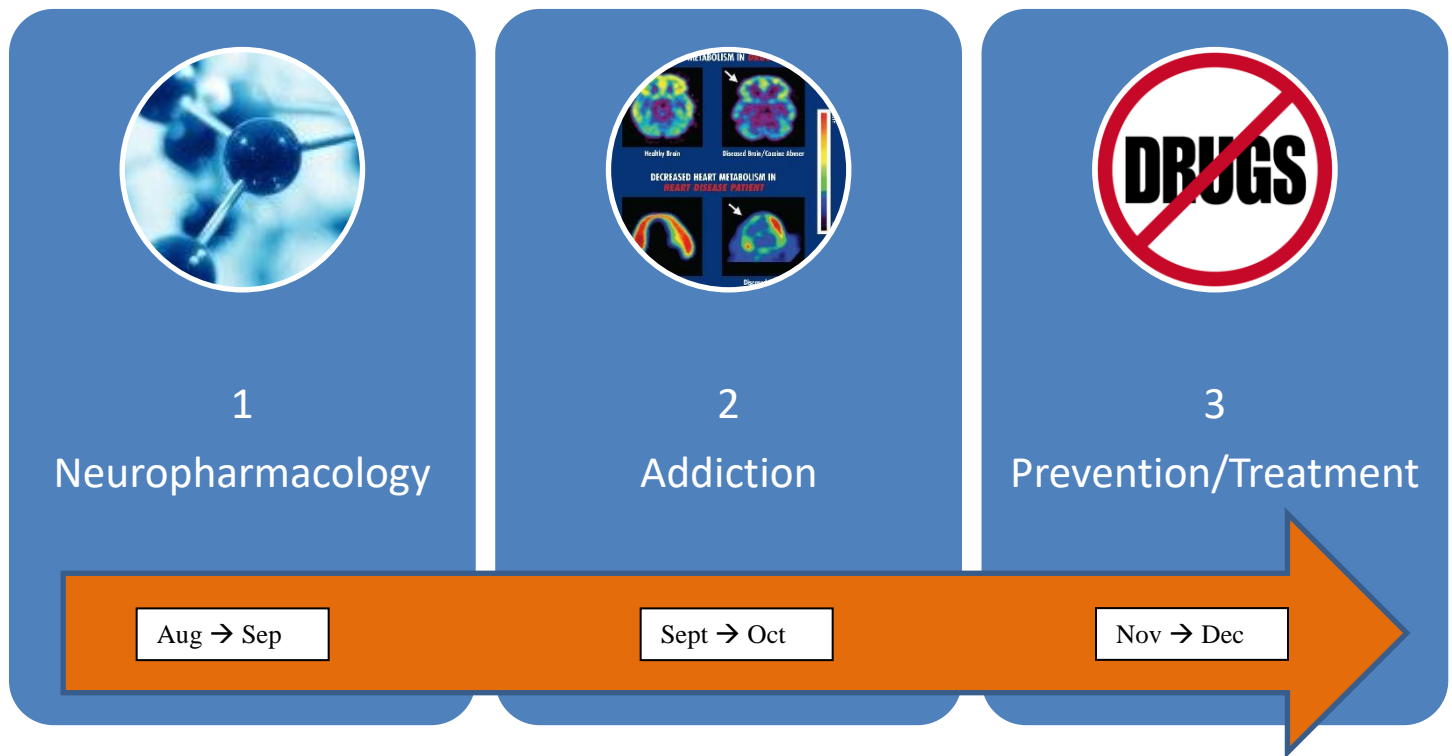 METABOLISM IN
Healthy Brain
Diseased Brain/Cocaine Abuser
DECREASED HEART METABOLISM IN
HEART DISEASE PATIENT
DRUGS
1
Neuropharmacology
2
Addiction
3
Prevention/Treatment
Aug → Sep
Sept → Oct
Nov → Dec